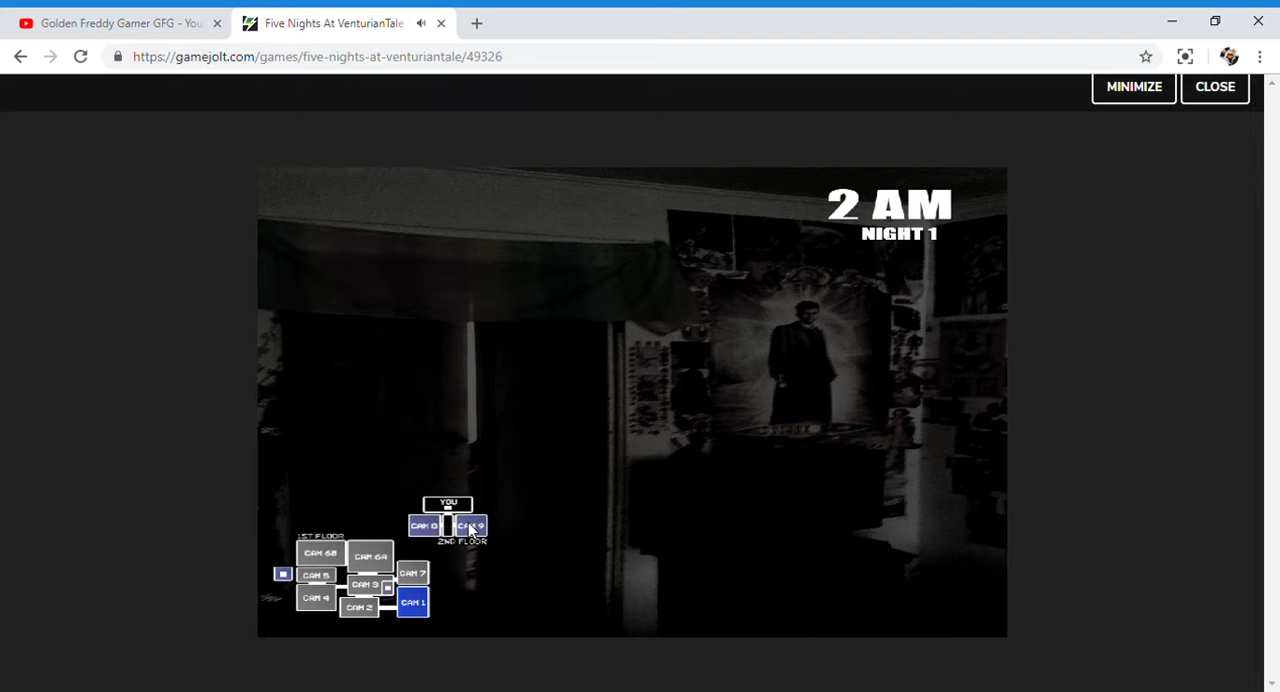 Golden Freddy Gamer GFG - You
Five Nights At VenturianTale
https://gamejolt.com/games/five-nights-at-venturiantale/49326
MINIMIZE
CLOSE
2 AM
NIGHT 1
YOU
CAM 8
CAM 9
2ND FLOOR
1ST FLOOR
CAM 6B
CAM 6A
CAM 7
CAM 5
CAM 3
CAM 4
CAM 2
CAM 1